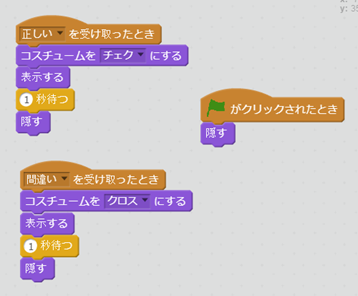 x:
y: 35
正しい を受け取ったとき
コスチュームを チェク にする
表示する
1 秒待つ
隠す
がクリックされたとき
隠す
間違い を受け取ったとき
コスチュームを クロス にする
表示する
1 秒待つ
隠す